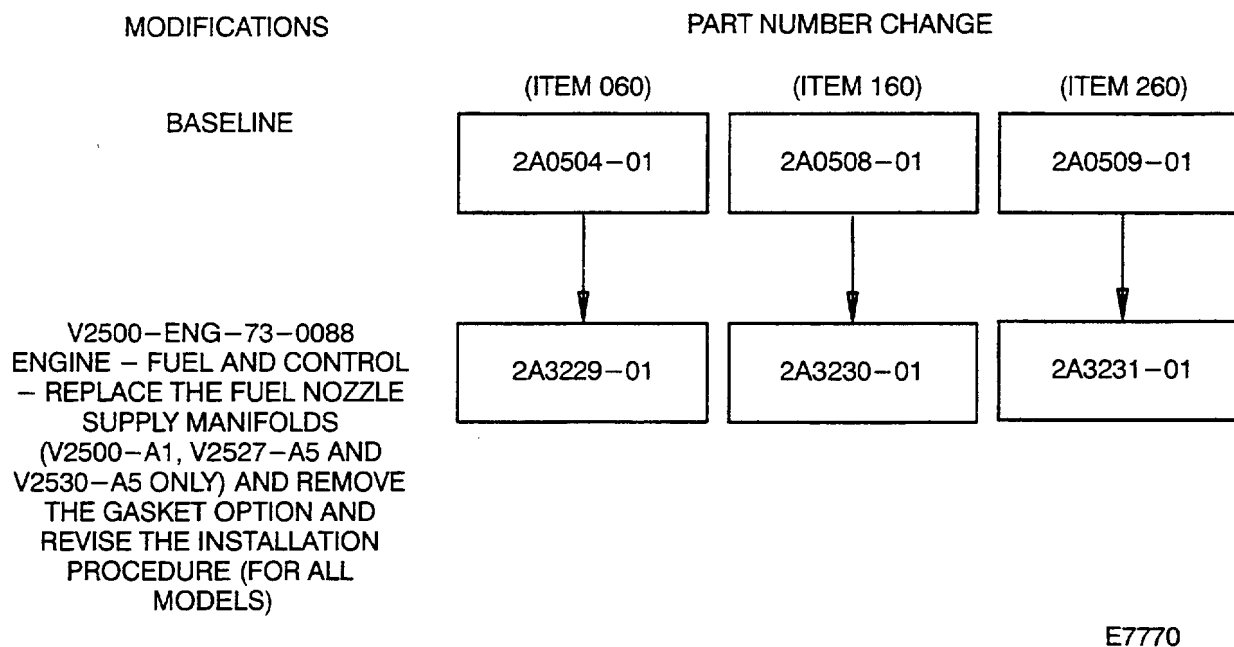 MODIFICATIONS
PART NUMBER CHANGE
(ITEM 060)
(ITEM 160)
(ITEM 260)
BASELINE
2A0504-01
2A0508-01
2A0509-01
V2500-ENG-73-0088
ENGINE - FUEL AND CONTROL
- REPLACE THE FUEL NOZZLE
SUPPLY MANIFOLDS
(V2500-A1, V2527-A5 AND
V2530-A5 ONLY) AND REMOVE
THE GASKET OPTION AND
REVISE THE INSTALLATION
PROCEDURE (FOR ALL
MODELS)
2A3229-01
2A3230-01
2A3231-01
E7770